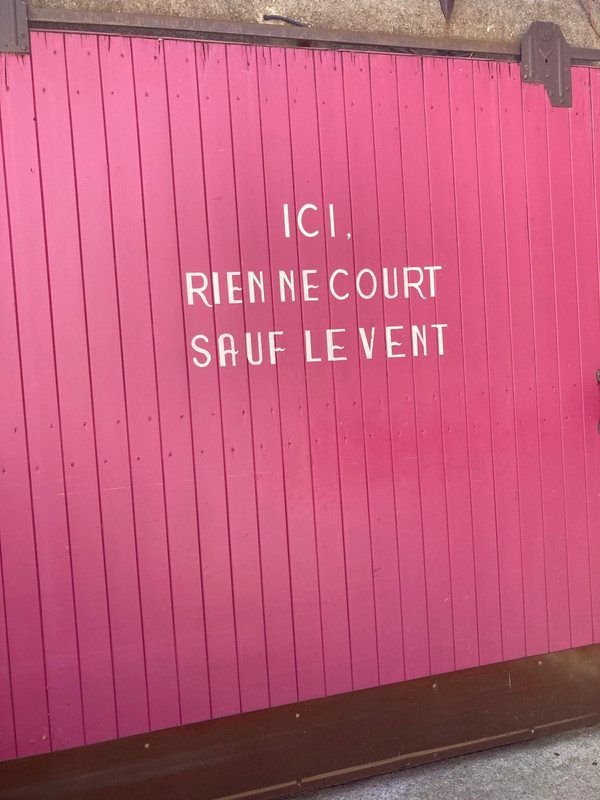 ICI,
RIEN NE COURT
SAUF LE VENT